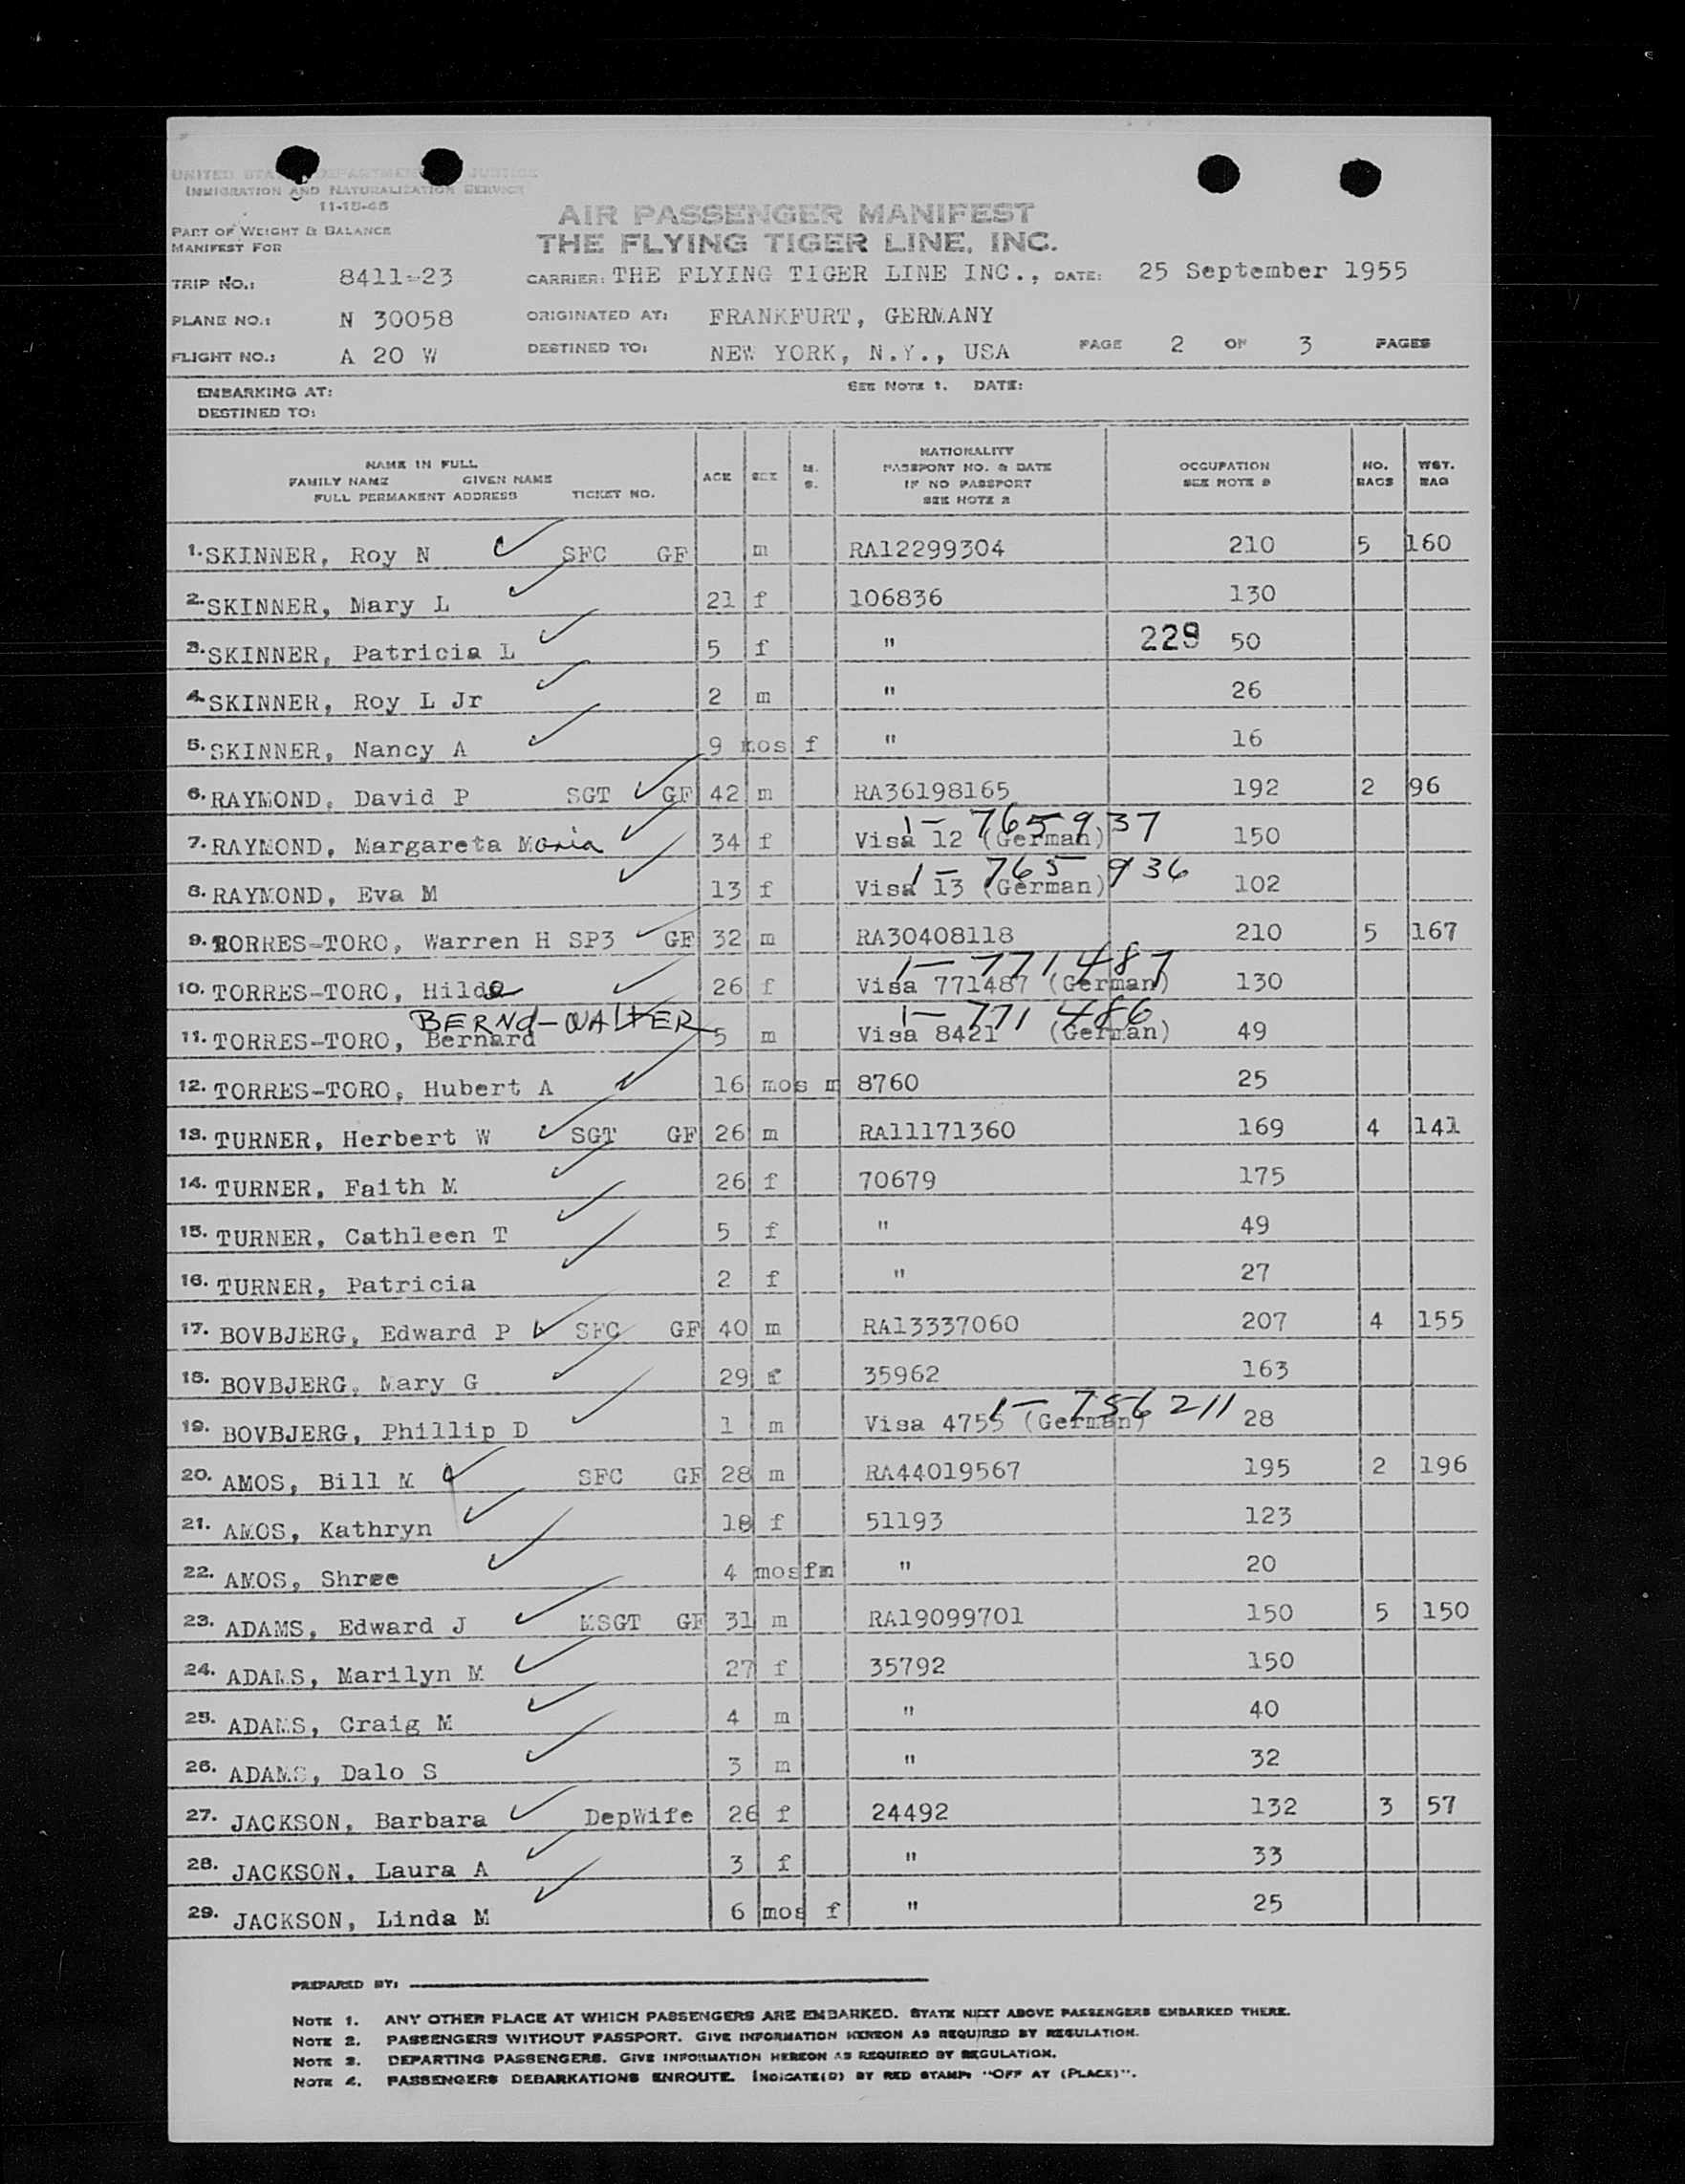 UNITED STATES DEPARTMENT OF JUSTICE
IMMIGRATION AND NATURALIZATION SERVICE
11-15-45
PART OF WEIGHT & BALANCE
MANIFEST FOR
AIR PASSENGER MANIFEST
THE FLYING TIGER LINE, INC.
TRIP NO.: 8411-23 CARRIER: THE FLYING TIGER LINE INC., DATE: 25 September 1955
PLANE NO.: N 30058 ORIGINATED AT: FRANKFURT, GERMANY
FLIGHT NO.: A 20 W DESTINED TO: NEW YORK, N.Y., USA PAGE 2 OF 3 PAGES
EMBARKING AT: SEE NOTE 1. DATE:
DESTINED TO:
NAME IN FULL
FAMILY NAME GIVEN NAME
FULL PERMANENT ADDRESS TICKET NO.
AGE SEX M. S.
NATIONALITY
PASSPORT NO. & DATE
IF NO PASSPORT
SEE NOTE 2
OCCUPATION
SEE NOTE 3
NO. BAGS
WGT. BAG
1. SKINNER, Roy N SFC GF m RA12299304 210 5 160
2. SKINNER, Mary L 21 f 106836 130
3. SKINNER, Patricia L 5 f " 229 50
4. SKINNER, Roy L Jr 2 m " 26
5. SKINNER, Nancy A 9 mos f " 16
6. RAYMOND, David P SGT GF 42 m RA36198165 192 2 96
1-765937
7. RAYMOND, Margareta Maria 34 f Visa 12 (German) 150
1-765936
8. RAYMOND, Eva M 13 f Visa 13 (German) 102
9. TORRES-TORO, Warren H SP3 GF 32 m RA30408118 210 5 167
1-771487
10. TORRES-TORO, Hilde 26 f Visa 771487 (German) 130
BERND-WALTER 1-771486
11. TORRES-TORO, Bernard 5 m Visa 8421 (German) 49
12. TORRES-TORO, Hubert A 16 mos m 8760 25
13. TURNER, Herbert W SGT GF 26 m RA11171360 169 4 141
14. TURNER, Faith M 26 f 70679 175
15. TURNER, Cathleen T 5 f " 49
16. TURNER, Patricia 2 f " 27
17. BOVBJERG, Edward P SFC GF 40 m RA13337060 207 4 155
18. BOVBJERG, Mary G 29 f 35962 163
1-756211
19. BOVBJERG, Phillip D 1 m Visa 4755 (German) 28
20. AMOS, Bill M SFC GF 28 m RA44019567 195 2 196
21. AMOS, Kathryn 18 f 51193 123
22. AMOS, Shree 4 mos fm " 20
23. ADAMS, Edward J MSGT GF 31 m RA19099701 150 5 150
24. ADAMS, Marilyn M 27 f 35792 150
25. ADAMS, Craig M 4 m " 40
26. ADAMS, Dalo S 3 m " 32
27. JACKSON, Barbara DepWife 26 f 24492 132 3 57
28. JACKSON, Laura A 3 f " 33
29. JACKSON, Linda M 6 mos f " 25
PREPARED BY:
NOTE 1. ANY OTHER PLACE AT WHICH PASSENGERS ARE EMBARKED. STATE NEXT ABOVE PASSENGERS EMBARKED THERE.
NOTE 2. PASSENGERS WITHOUT PASSPORT. GIVE INFORMATION HEREON AS REQUIRED BY REGULATION.
NOTE 3. DEPARTING PASSENGERS. GIVE INFORMATION HEREON AS REQUIRED BY REGULATION.
NOTE 4. PASSENGERS DEBARKATIONS ENROUTE. INDICATE(D) BY RED STAMP: "OFF AT (PLACE)".